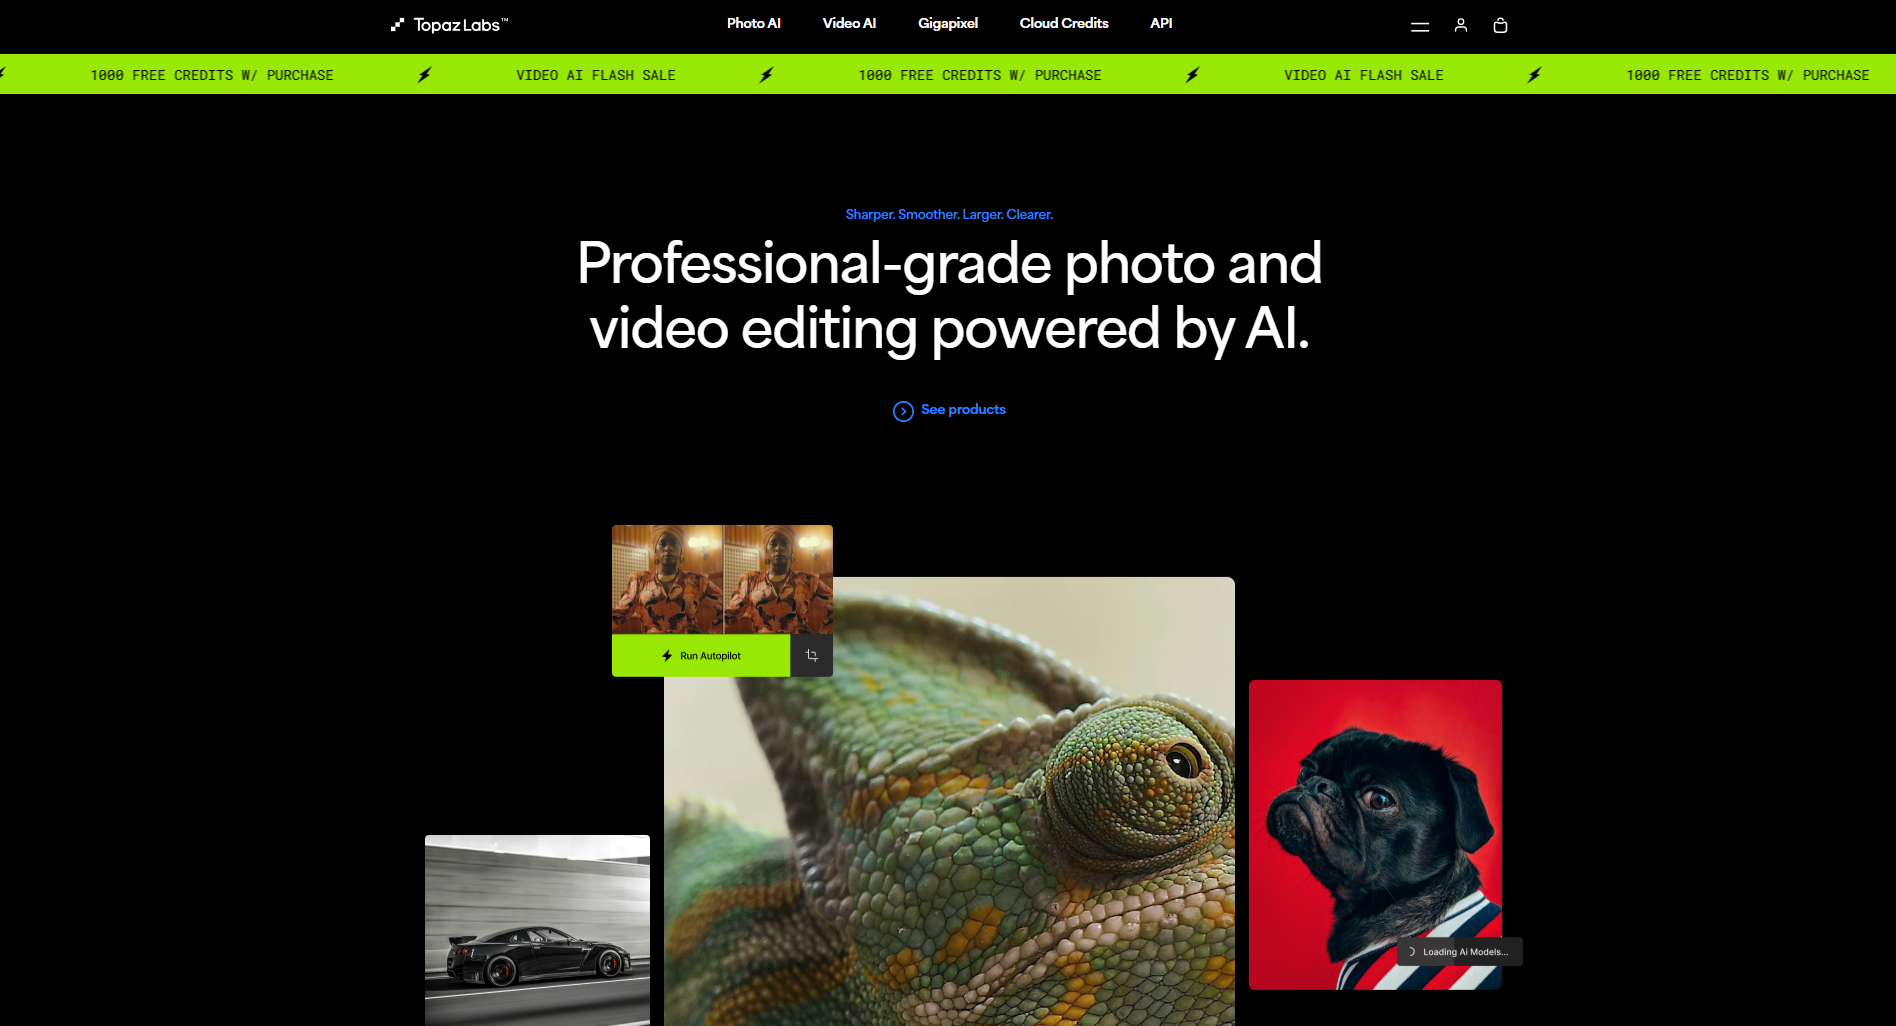 Topaz Labs™
Photo AI
Video AI
Gigapixel
Cloud Credits
API
1000 FREE CREDITS W/ PURCHASE
VIDEO AI FLASH SALE
1000 FREE CREDITS W/ PURCHASE
VIDEO AI FLASH SALE
1000 FREE CREDITS W/ PURCHASE
Sharper. Smoother. Larger. Clearer.
Professional-grade photo and
video editing powered by AI.
See products
Run Autopilot
Loading Ai Models...